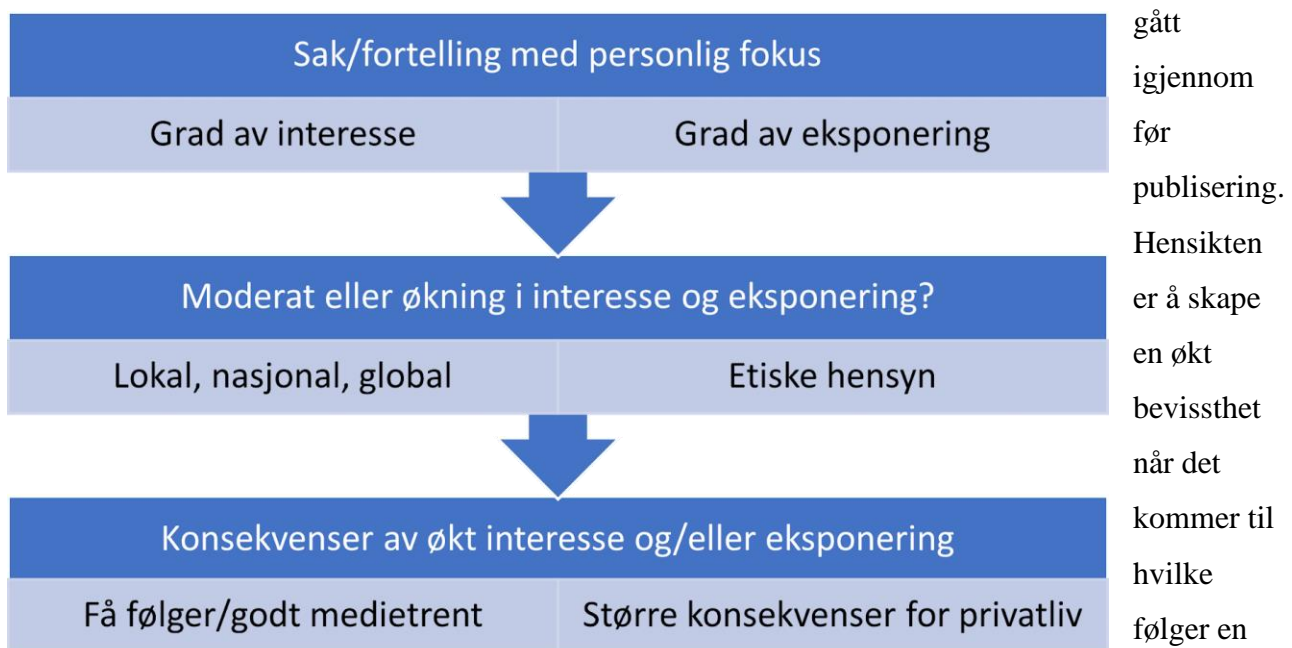 Sak/fortelling med personlig fokus
Grad av interesse
Grad av eksponering
Moderat eller økning i interesse og eksponering?
Lokal, nasjonal, global
Etiske hensyn
Konsekvenser av økt interesse og/eller eksponering
Få følger/godt medietrent
Større konsekvenser for privatliv
gått
igjennom
før
publisering.
Hensikten
er å skape
en økt
bevissthet
når det
kommer til
hvilke
følger en